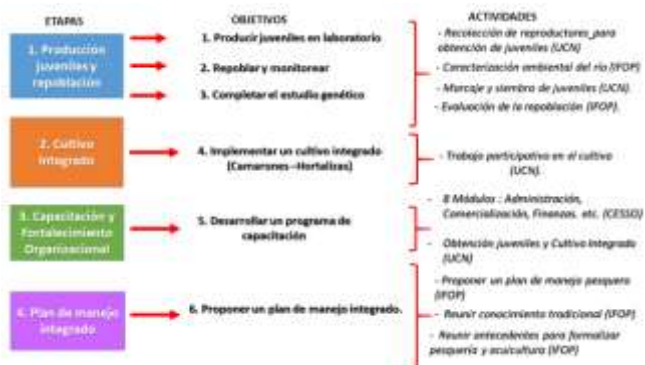 ETAPAS
OBJETIVOS
ACTIVIDADES
1. Producción
juveniles y
repoblación
1. Producir juveniles en laboratorio
2. Repoblar y monitorear
3. Completar el estudio genético
- Recolección de reproductores para
obtención de juveniles (UCN)
- Caracterización ambiental del río (IFOP)
- Marcaje y siembra de juveniles (UCN).
- Evaluación de la repoblación (IFOP).
2. Cultivo
integrado
4. Implementar un cultivo integrado
(Camarones-Hortalizas)
- Trabajo participativo en el cultivo
(UCN).
3. Capacitación y
Fortalecimiento
Organizacional
5. Desarrollar un programa de
capacitación
- 8 Módulos : Administración,
Comercialización, Finanzas. etc. (CESSO)
- Obtención juveniles y Cultivo Integrado
(UCN)
4. Plan de manejo
integrado
6. Proponer un plan de manejo integrado.
- Proponer un plan de manejo pesquero
(IFOP)
- Reunir conocimiento tradicional (IFOP)
- Reunir antecedentes para formalizar
pesquería y acuicultura (IFOP)